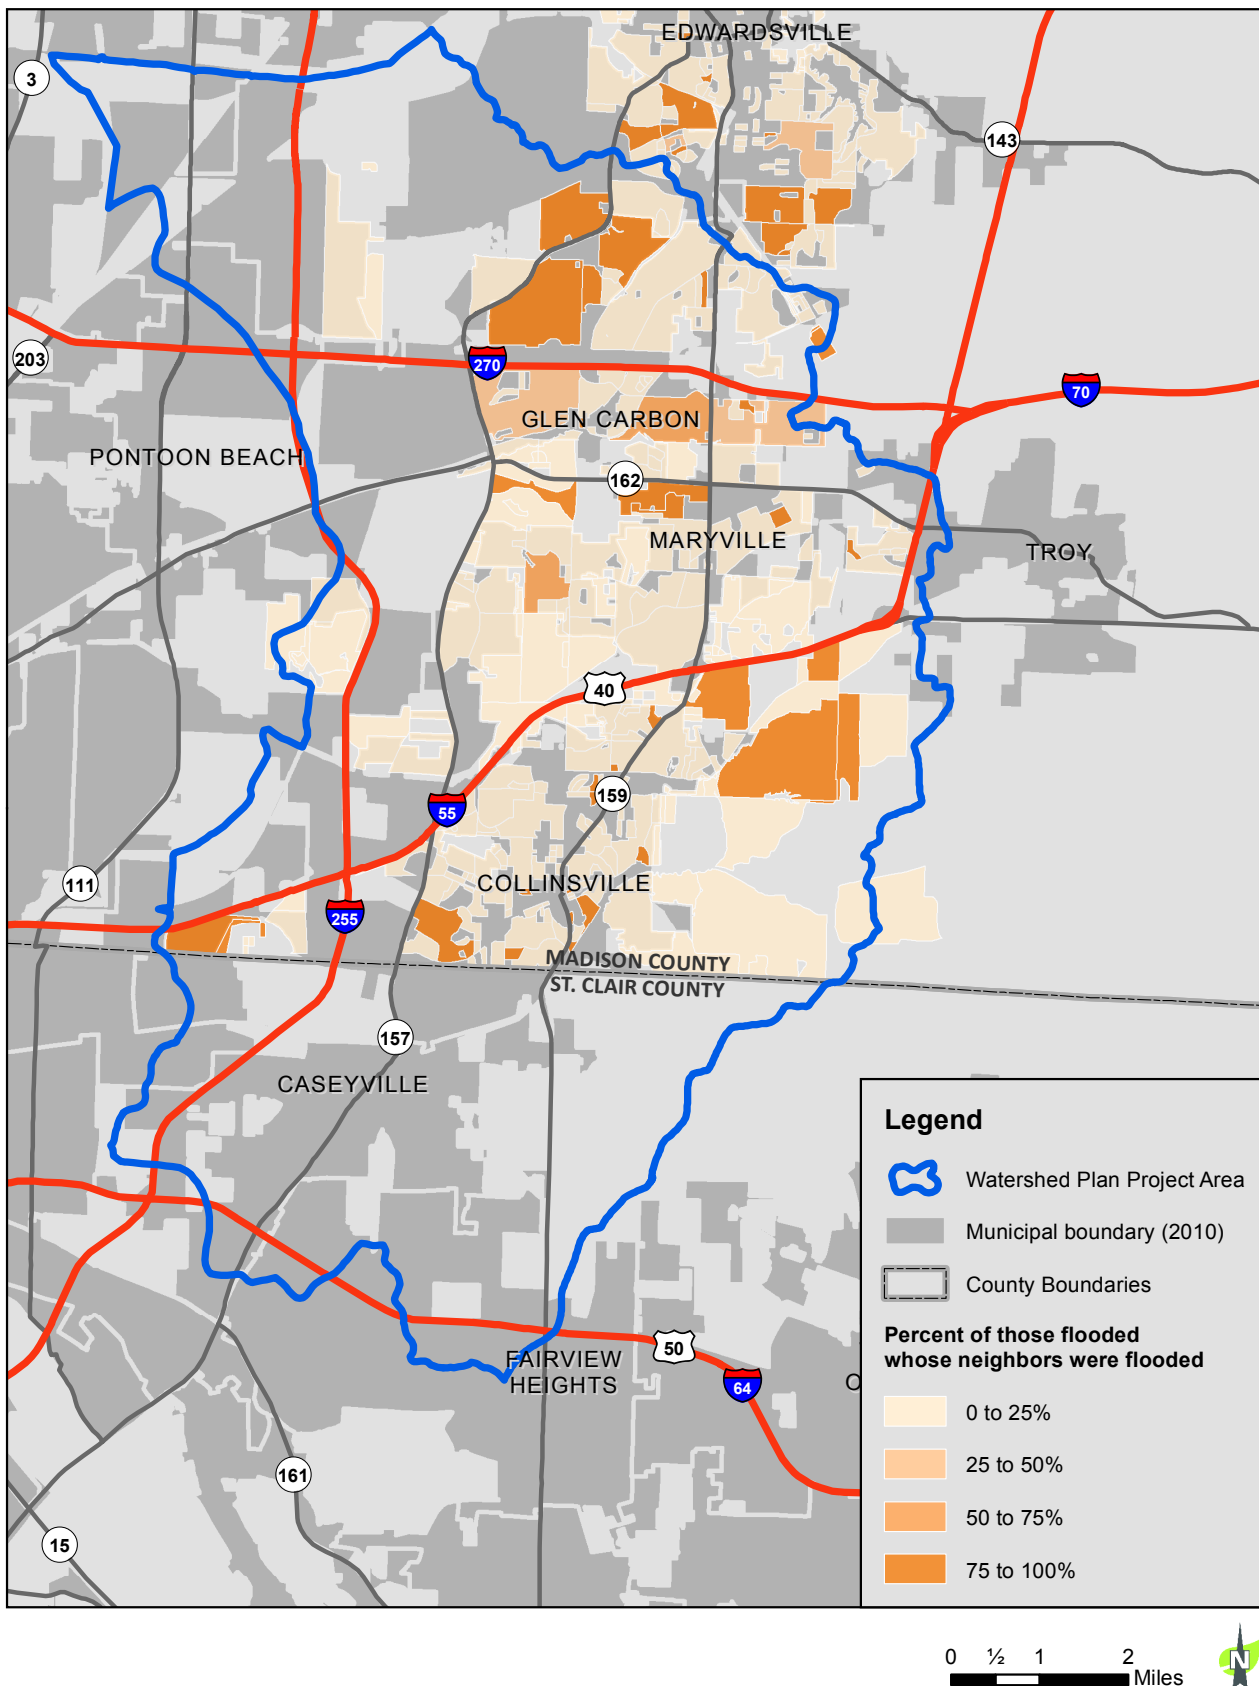 EDWARDSVILLE
3
143
203
270
70
GLEN CARBON
PONTOON BEACH
162
MARYVILLE
TROY
40
159
55
111
COLLINSVILLE
255
MADISON COUNTY
ST. CLAIR COUNTY
157
CASEYVILLE
Legend
Watershed Plan Project Area
Municipal boundary (2010)
County Boundaries
Percent of those flooded
whose neighbors were flooded
0 to 25%
25 to 50%
50 to 75%
75 to 100%
50
FAIRVIEW
HEIGHTS
64
O
161
15
0 ½ 1 2
Miles
N